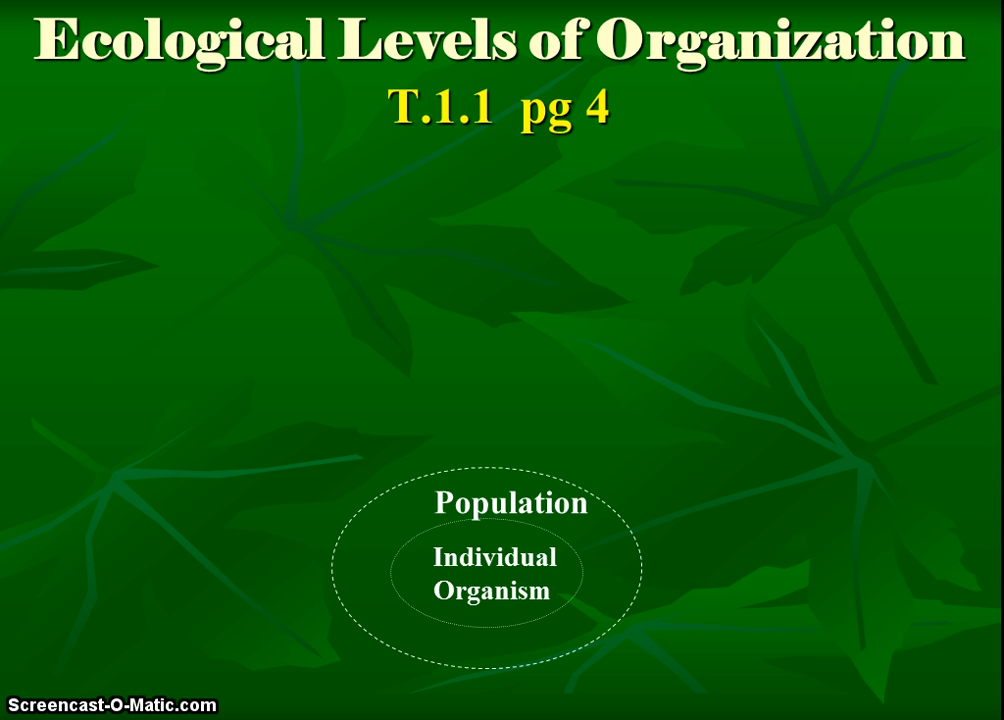 Ecological Levels of Organization
T.1.1 pg 4
Population
Individual
Organism
Screencast-O-Matic.com